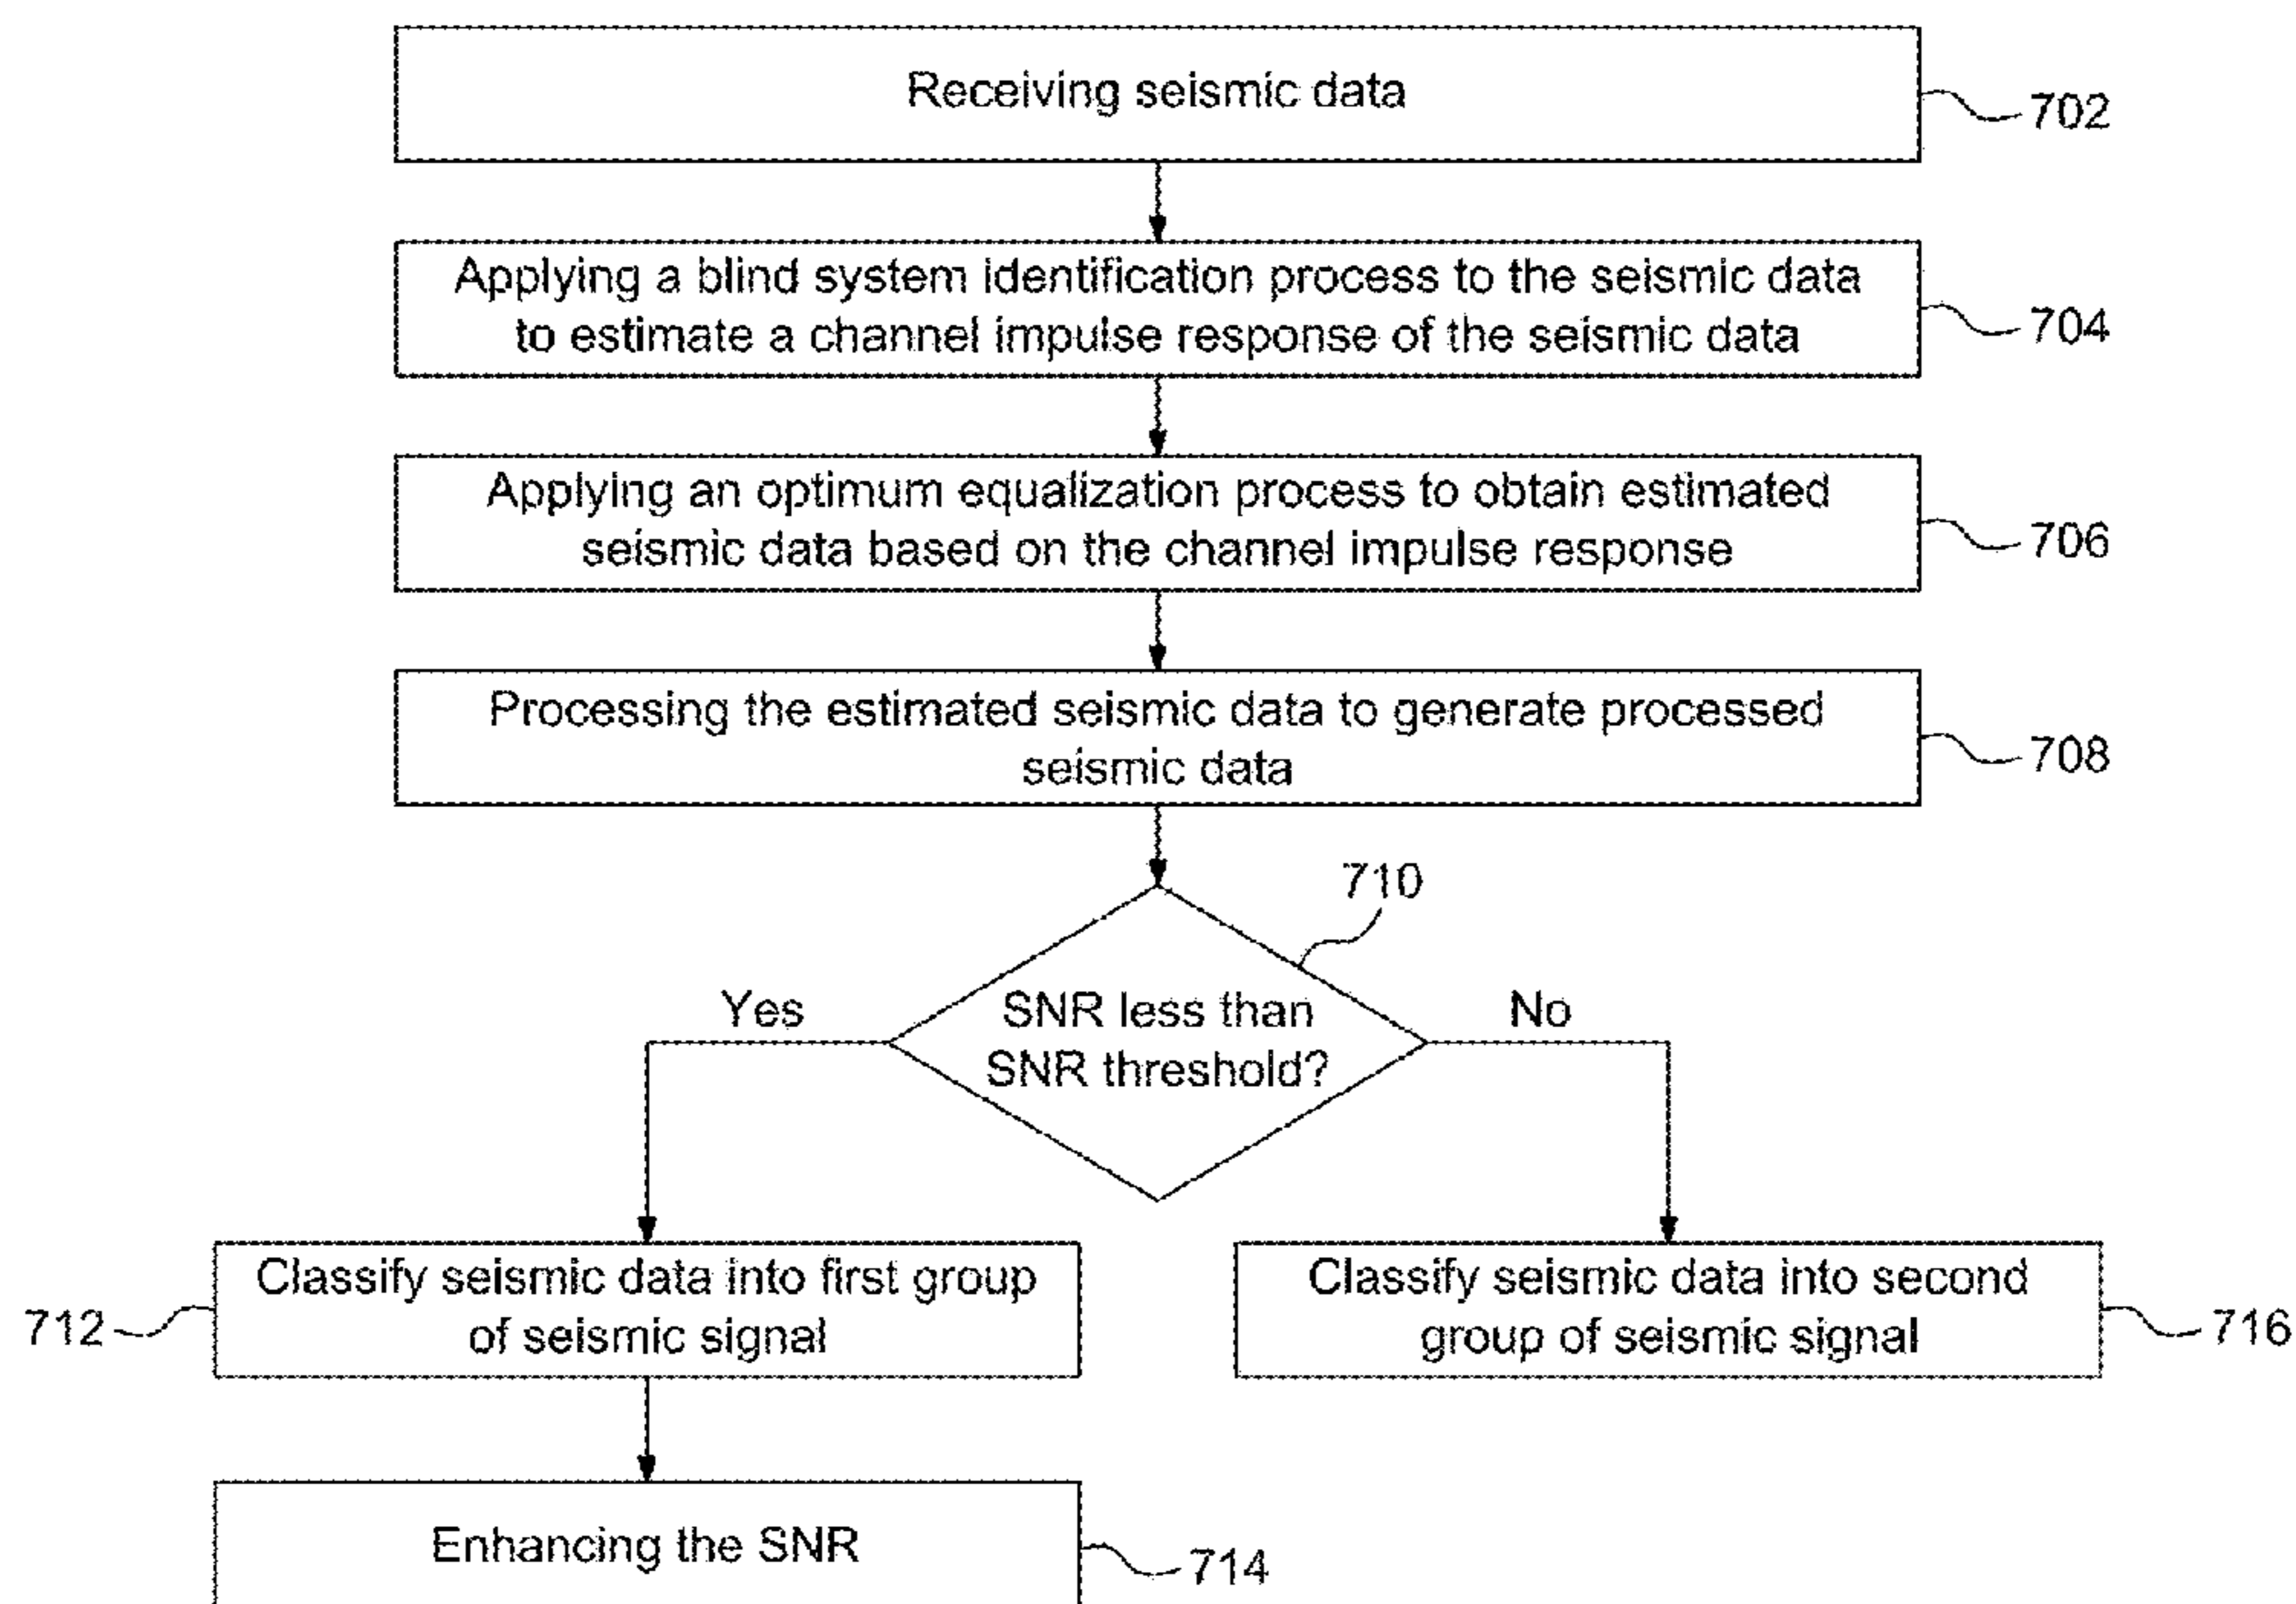 Receiving seismic data
702
Applying a blind system identification process to the seismic data
to estimate a channel impulse response of the seismic data
704
Applying an optimum equalization process to obtain estimated
seismic data based on the channel impulse response
706
Processing the estimated seismic data to generate processed
seismic data
708
710
Yes
SNR less than
SNR threshold?
No
Classify seismic data into first group
of seismic signal
712
Classify seismic data into second
group of seismic signal
716
Enhancing the SNR
714